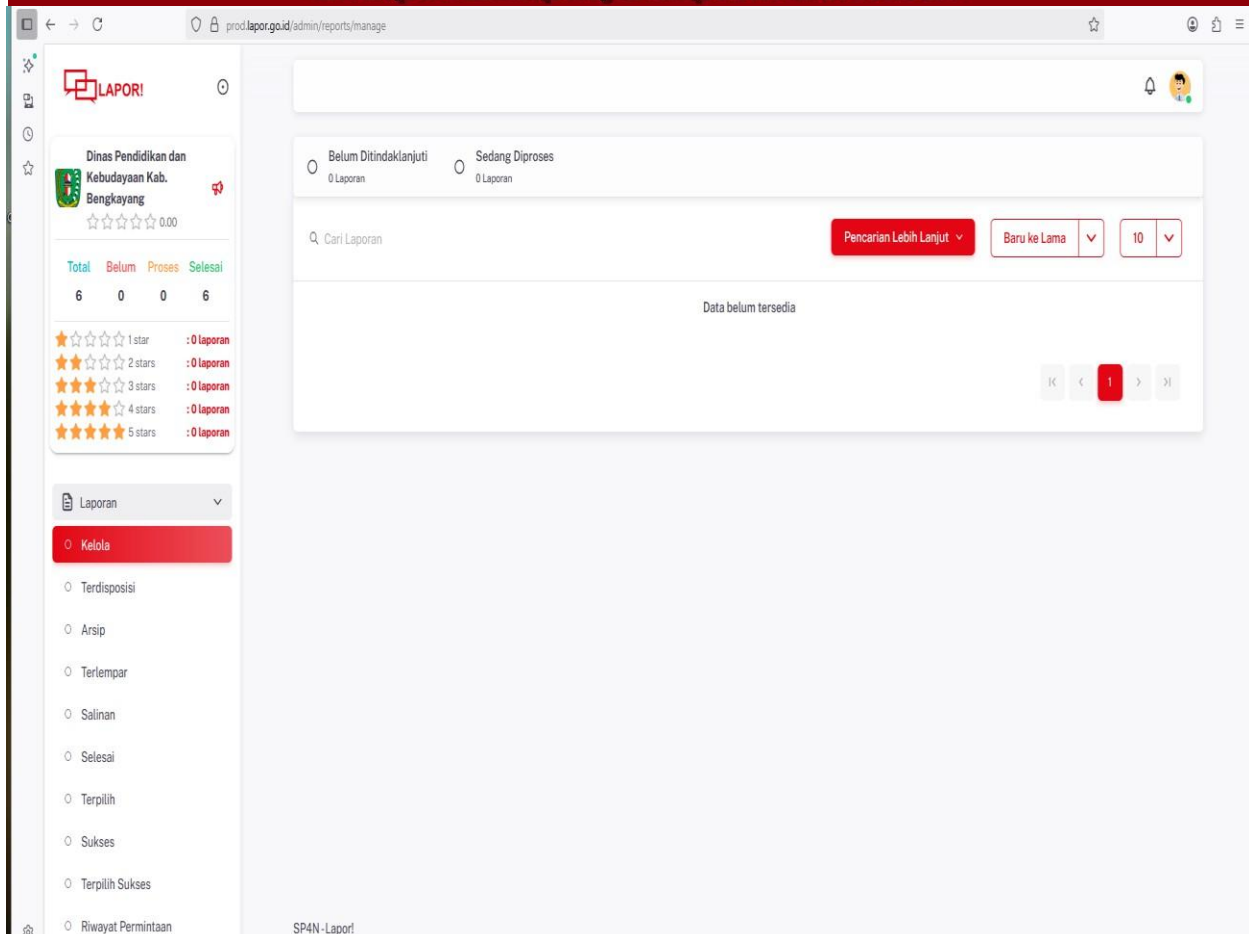 prod.lapor.go.id/admin/reports/manage
LAPOR!
Dinas Pendidikan dan
Kebudayaan Kab.
Bengkayang
0.00
Total Belum Proses Selesai
6 0 0 6
1 star : 0 laporan
2 stars : 0 laporan
3 stars : 0 laporan
4 stars : 0 laporan
5 stars : 0 laporan
Laporan
Kelola
Terdisposisi
Arsip
Terlempar
Salinan
Selesai
Terpilih
Sukses
Terpilih Sukses
Riwayat Permintaan
Belum Ditindaklanjuti
0 Laporan
Sedang Diproses
0 Laporan
Cari Laporan
Pencarian Lebih Lanjut
Baru ke Lama
10
Data belum tersedia
1
SP4N - Lapor!